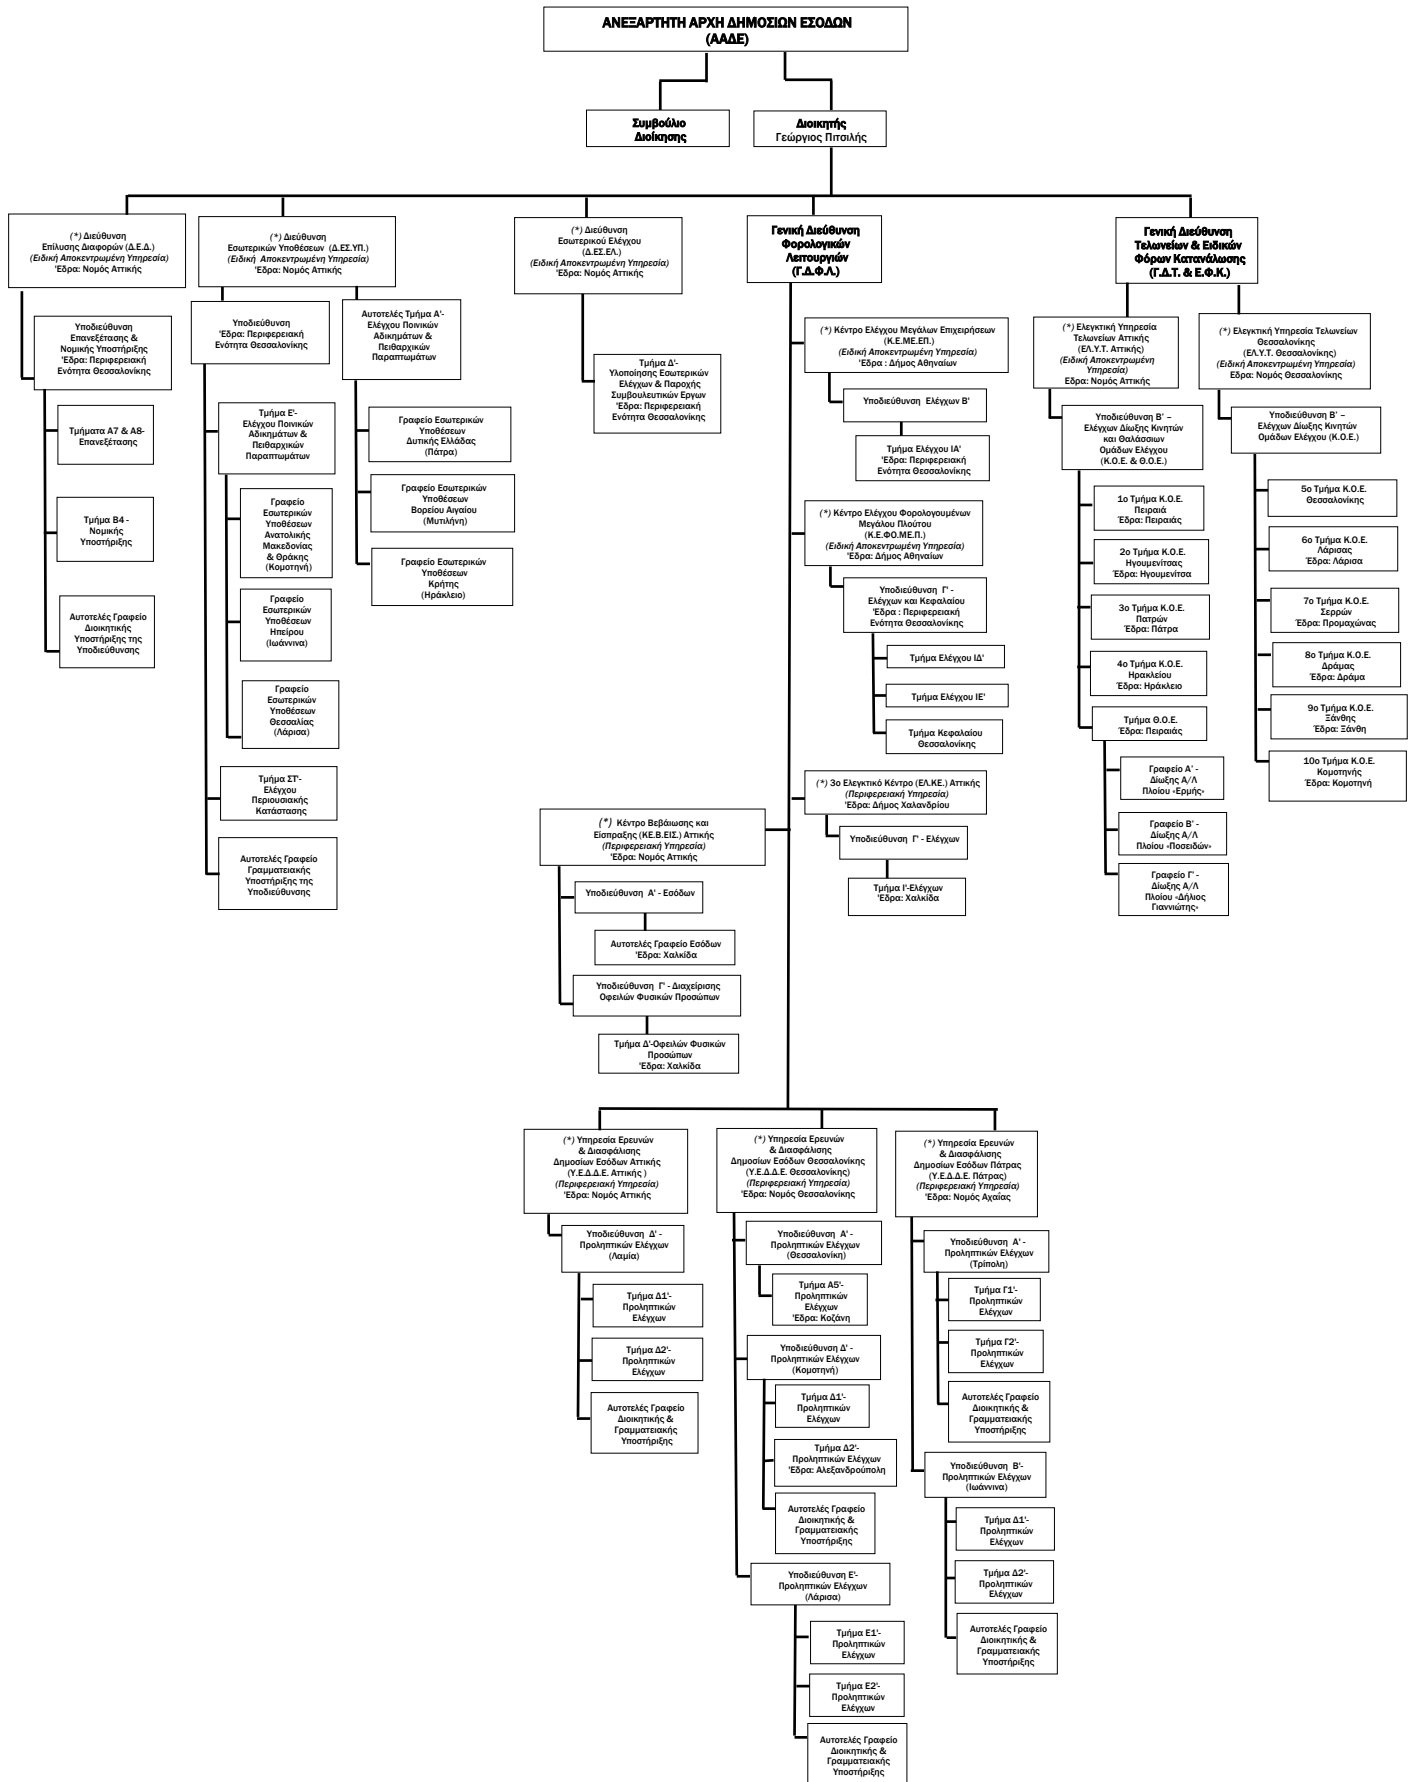 ΑΝΕΞΑΡΤΗΤΗ ΑΡΧΗ ΔΗΜΟΣΙΩΝ ΕΣΟΔΩΝ
(ΑΑΔΕ)
Συμβούλιο
Διοίκησης
Διοικητής
Γεώργιος Πιτσιλής
(*) Διεύθυνση
Επίλυσης Διαφορών (Δ.Ε.Δ.)
(Ειδική Αποκεντρωμένη Υπηρεσία)
Έδρα: Νομός Αττικής
Υποδιεύθυνση
Επανεξέτασης &
Νομικής Υποστήριξης
Έδρα: Περιφερειακή
Ενότητα Θεσσαλονίκης
Τμήματα Α7 & Α8-
Επανεξέτασης
Τμήμα Β4 -
Νομικής
Υποστήριξης
Αυτοτελές Γραφείο
Διοικητικής
Υποστήριξης της
Υποδιεύθυνσης
(*) Διεύθυνση
Εσωτερικών Υποθέσεων (Δ.ΕΣ.ΥΠ.)
(Ειδική Αποκεντρωμένη Υπηρεσία)
Έδρα: Νομός Αττικής
Υποδιεύθυνση
Έδρα: Περιφερειακή
Ενότητα Θεσσαλονίκης
Τμήμα Ε'-
Ελέγχου Ποινικών
Αδικημάτων &
Πειθαρχικών
Παραπτωμάτων
Γραφείο
Εσωτερικών
Υποθέσεων
Ανατολικής
Μακεδονίας
& Θράκης
(Κομοτηνή)
Γραφείο
Εσωτερικών
Υποθέσεων
Ηπείρου
(Ιωάννινα)
Γραφείο
Εσωτερικών
Υποθέσεων
Θεσσαλίας
(Λάρισα)
Τμήμα ΣΤ'-
Ελέγχου
Περιουσιακής
Κατάστασης
Αυτοτελές Γραφείο
Γραμματειακής
Υποστήριξης της
Υποδιεύθυνσης
Αυτοτελές Τμήμα Α'-
Ελέγχου Ποινικών
Αδικημάτων &
Πειθαρχικών
Παραπτωμάτων
Γραφείο Εσωτερικών
Υποθέσεων
Δυτικής Ελλάδας
(Πάτρα)
Γραφείο Εσωτερικών
Υποθέσεων
Βορείου Αιγαίου
(Μυτιλήνη)
Γραφείο Εσωτερικών
Υποθέσεων
Κρήτης
(Ηράκλειο)
(*) Διεύθυνση
Εσωτερικού Ελέγχου
(Δ.ΕΣ.ΕΛ.)
(Ειδική Αποκεντρωμένη Υπηρεσία)
Έδρα: Νομός Αττικής
Τμήμα Δ'-
Υλοποίησης Εσωτερικών
Ελέγχων & Παροχής
Συμβουλευτικών Εργων
Έδρα: Περιφερειακή
Ενότητα Θεσσαλονίκης
Γενική Διεύθυνση
Φορολογικών
Λειτουργιών
(Γ.Δ.Φ.Λ.)
(*) Κέντρο Ελέγχου Μεγάλων Επιχειρήσεων
(Κ.Ε.ΜΕ.ΕΠ.)
(Ειδική Αποκεντρωμένη Υπηρεσία)
Έδρα : Δήμος Αθηναίων
Υποδιεύθυνση Ελέγχων Β'
Τμήμα Ελέγχου ΙΑ'
Έδρα: Περιφερειακή
Ενότητα Θεσσαλονίκης
(*) Κέντρο Ελέγχου Φορολογουμένων
Μεγάλου Πλούτου
(Κ.Ε.ΦΟ.ΜΕ.Π.)
(Ειδική Αποκεντρωμένη Υπηρεσία)
Έδρα: Δήμος Αθηναίων
Υποδιεύθυνση Γ' -
Ελέγχων και Κεφαλαίου
Έδρα : Περιφερειακή
Ενότητα Θεσσαλονίκης
Τμήμα Ελέγχου ΙΔ'
Τμήμα Ελέγχου ΙΕ'
Τμήμα Κεφαλαίου
Θεσσαλονίκης
(*) 3ο Ελεγκτικό Κέντρο (ΕΛ.ΚΕ.) Αττικής
(Περιφερειακή Υπηρεσία)
Έδρα: Δήμος Χαλανδρίου
Υποδιεύθυνση Γ' - Ελέγχων
Τμήμα Ι'-Ελέγχων
Έδρα: Χαλκίδα
(*) Κέντρο Βεβαίωσης και
Είσπραξης (ΚΕ.Β.ΕΙΣ.) Αττικής
(Περιφερειακή Υπηρεσία)
Έδρα: Νομός Αττικής
Υποδιεύθυνση Α' - Εσόδων
Αυτοτελές Γραφείο Εσόδων
Έδρα: Χαλκίδα
Υποδιεύθυνση Γ' - Διαχείρισης
Οφειλών Φυσικών Προσώπων
Τμήμα Δ'-Οφειλών Φυσικών
Προσώπων
Έδρα: Χαλκίδα
Γενική Διεύθυνση
Τελωνείων & Ειδικών
Φόρων Κατανάλωσης
(Γ.Δ.Τ. & Ε.Φ.Κ.)
(*) Ελεγκτική Υπηρεσία
Τελωνείων Αττικής
(ΕΛ.Υ.Τ. Αττικής)
(Ειδική Αποκεντρωμένη
Υπηρεσία)
Εδρα: Νομός Αττικής
Υποδιεύθυνση Β' –
Ελέγχων Δίωξης Κινητών
και Θαλάσσιων
Ομάδων Ελέγχου
(Κ.Ο.Ε. & Θ.Ο.Ε.)
1ο Τμήμα Κ.Ο.Ε.
Πειραιά
Έδρα: Πειραιάς
2ο Τμήμα Κ.Ο.Ε.
Ηγουμενίτσας
Έδρα: Ηγουμενίτσα
3ο Τμήμα Κ.Ο.Ε.
Πατρών
Έδρα: Πάτρα
4ο Τμήμα Κ.Ο.Ε.
Ηρακλείου
Έδρα: Ηράκλειο
Τμήμα Θ.Ο.Ε.
Έδρα: Πειραιάς
Γραφείο Α' -
Δίωξης Α/Λ
Πλοίου «Ερμής»
Γραφείο Β' -
Δίωξης Α/Λ
Πλοίου «Ποσειδών»
Γραφείο Γ' -
Δίωξης Α/Λ
Πλοίου «Δήλιος
Γιαννιώτης»
(*) Ελεγκτική Υπηρεσία Τελωνείων
Θεσσαλονίκης
(ΕΛ.Υ.Τ. Θεσσαλονίκης)
(Ειδική Αποκεντρωμένη Υπηρεσία)
Εδρα: Νομός Θεσσαλονίκης
Υποδιεύθυνση Β' –
Ελέγχων Δίωξης Κινητών
Ομάδων Ελέγχου (Κ.Ο.Ε.)
5ο Τμήμα Κ.Ο.Ε.
Θεσσαλονίκης
6ο Τμήμα Κ.Ο.Ε.
Λάρισας
Έδρα: Λάρισα
7ο Τμήμα Κ.Ο.Ε.
Σερρών
Έδρα: Προμαχώνας
8ο Τμήμα Κ.Ο.Ε.
Δράμας
Έδρα: Δράμα
9ο Τμήμα Κ.Ο.Ε.
Ξάνθης
Έδρα: Ξάνθη
10ο Τμήμα Κ.Ο.Ε.
Κομοτηνής
Έδρα: Κομοτηνή
(*) Υπηρεσία Ερευνών
& Διασφάλισης
Δημοσίων Εσόδων Αττικής
(Υ.Ε.Δ.Δ.Ε. Αττικής )
(Περιφερειακή Υπηρεσία)
Έδρα: Νομός Αττικής
Υποδιεύθυνση Δ' -
Προληπτικών Ελέγχων
(Λαμία)
Τμήμα Δ1'-
Προληπτικών
Ελέγχων
Τμήμα Δ2'-
Προληπτικών
Ελέγχων
Αυτοτελές Γραφείο
Διοικητικής &
Γραμματειακής
Υποστήριξης
(*) Υπηρεσία Ερευνών
& Διασφάλισης
Δημοσίων Εσόδων Θεσσαλονίκης
(Υ.Ε.Δ.Δ.Ε. Θεσσαλονίκης)
(Περιφερειακή Υπηρεσία)
Έδρα: Νομός Θεσσαλονίκης
Υποδιεύθυνση Α' -
Προληπτικών Ελέγχων
(Θεσσαλονίκη)
Τμήμα Α5'-
Προληπτικών
Ελέγχων
Έδρα: Κοζάνη
Υποδιεύθυνση Δ' -
Προληπτικών Ελέγχων
(Κομοτηνή)
Τμήμα Δ1'-
Προληπτικών
Ελέγχων
Τμήμα Δ2'-
Προληπτικών Ελέγχων
Έδρα: Αλεξανδρούπολη
Αυτοτελές Γραφείο
Διοικητικής &
Γραμματειακής
Υποστήριξης
Υποδιεύθυνση Ε'-
Προληπτικών Ελέγχων
(Λάρισα)
Τμήμα Ε1'-
Προληπτικών
Ελέγχων
Τμήμα Ε2'-
Προληπτικών
Ελέγχων
Αυτοτελές Γραφείο
Διοικητικής &
Γραμματειακής
Υποστήριξης
(*) Υπηρεσία Ερευνών
& Διασφάλισης
Δημοσίων Εσόδων Πάτρας
(Υ.Ε.Δ.Δ.Ε. Πάτρας)
(Περιφερειακή Υπηρεσία)
Έδρα: Νομός Αχαΐας
Υποδιεύθυνση Α' -
Προληπτικών Ελέγχων
(Τρίπολη)
Τμήμα Γ1'-
Προληπτικών
Ελέγχων
Τμήμα Γ2'-
Προληπτικών
Ελέγχων
Αυτοτελές Γραφείο
Διοικητικής &
Γραμματειακής
Υποστήριξης
Υποδιεύθυνση Β'-
Προληπτικών Ελέγχων
(Ιωάννινα)
Τμήμα Δ1'-
Προληπτικών
Ελέγχων
Τμήμα Δ2'-
Προληπτικών
Ελέγχων
Αυτοτελές Γραφείο
Διοικητικής &
Γραμματειακής
Υποστήριξης